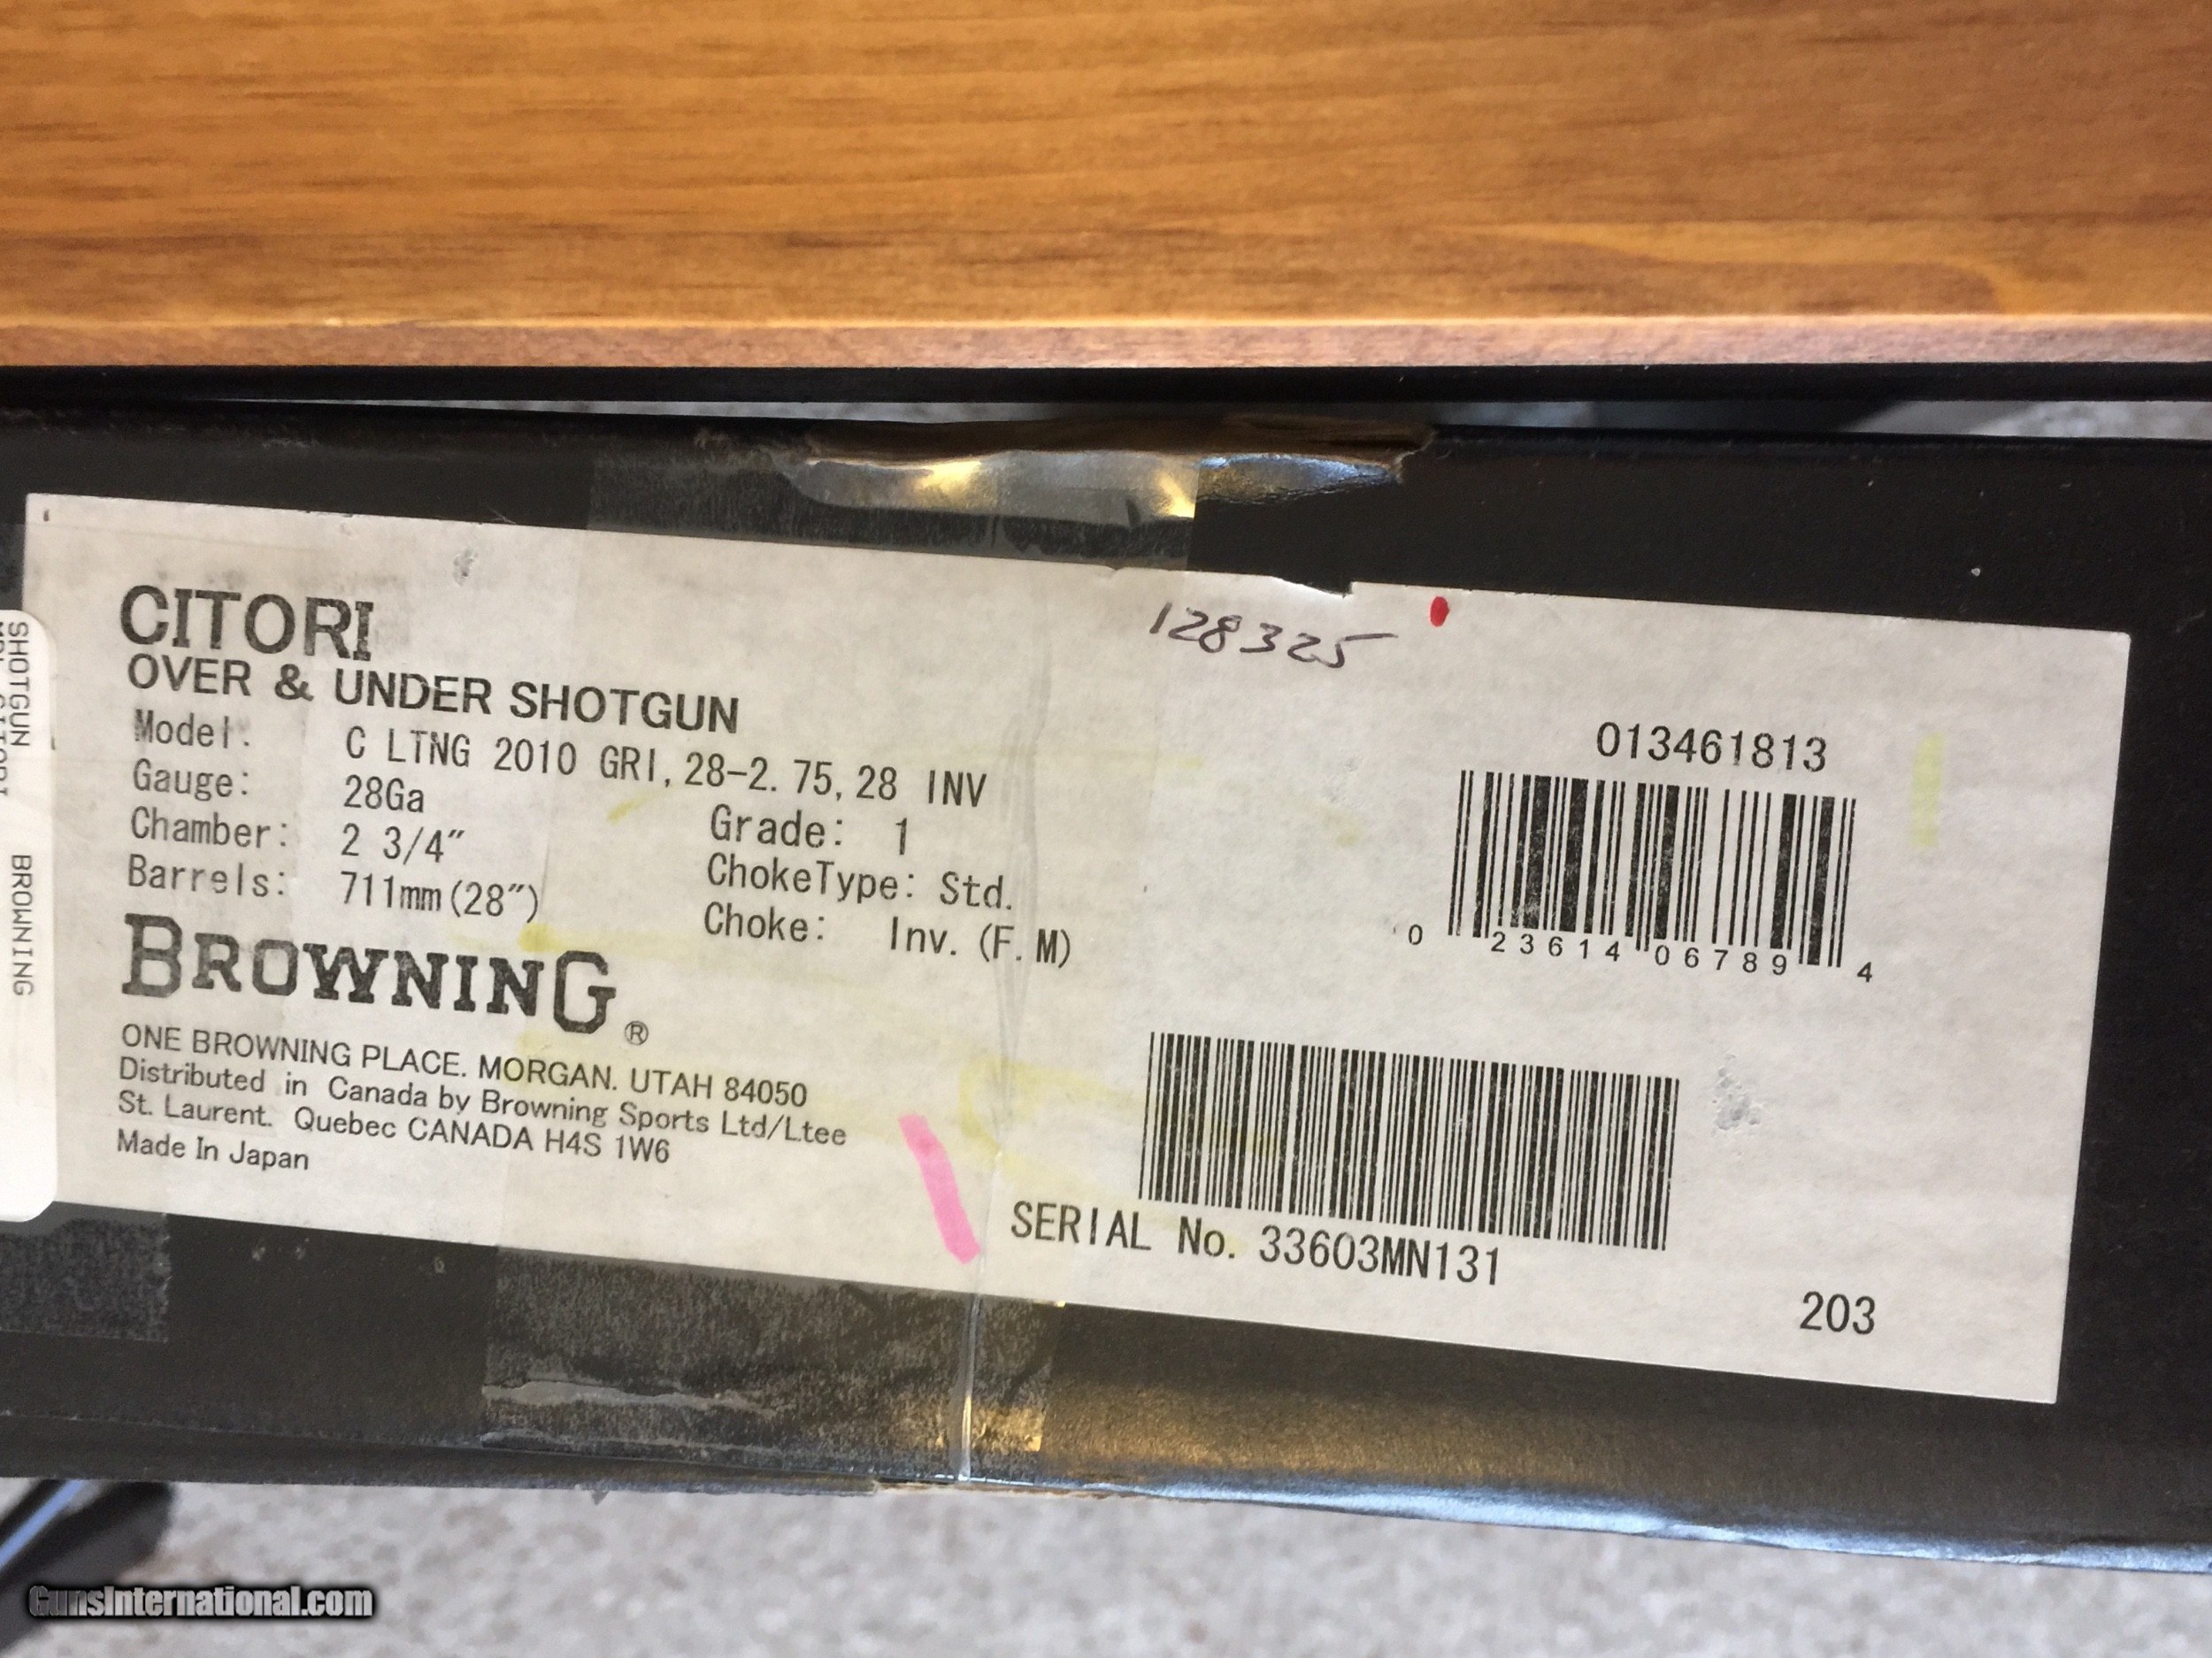 CITORI
OVER & UNDER SHOTGUN
Model: C LTNG 2010 GRI,28-2.75,28 INV
Gauge: 28Ga
Chamber: 2 3/4"
Barrels: 711mm(28")
Grade: 1
ChokeType: Std.
Choke: Inv.(F.M)
BROWNING®
ONE BROWNING PLACE. MORGAN. UTAH 84050
Distributed in Canada by Browning Sports Ltd/Ltee
St. Laurent. Quebec CANADA H4S 1W6
Made In Japan
128325
013461813
0 23614 06789 4
SERIAL No. 33603MN131
203
SHOTGUN BROWNING
GunsInternational.com